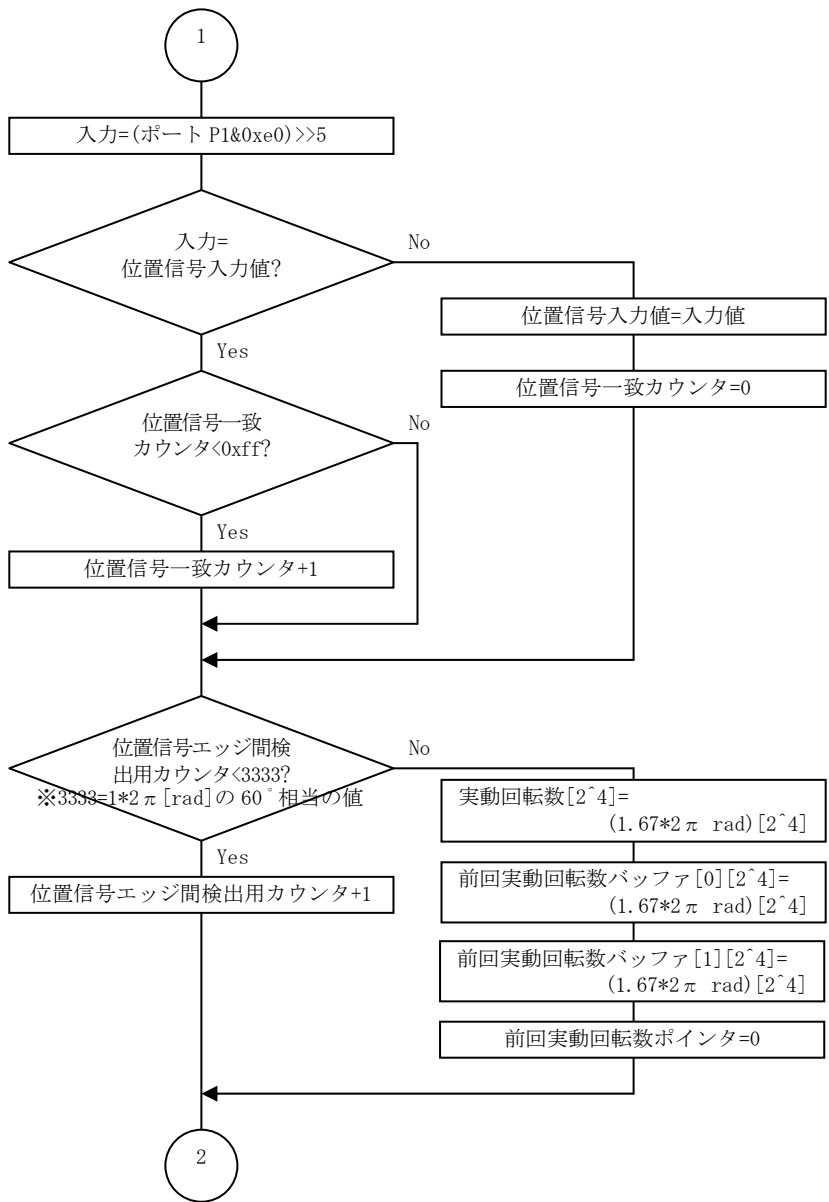 1
入力=(ポート P1&0xe0)>>5
入力=
位置信号入力値?
No
Yes
位置信号入力値=入力値
位置信号一致カウンタ=0
位置信号一致
カウンタ<0xff?
No
Yes
位置信号一致カウンタ+1
位置信号エッジ間検
出用カウンタ<3333?
※3333=1*2π[rad]の 60°相当の値
No
Yes
実動回転数[2^4]=
(1.67*2π rad)[2^4]
位置信号エッジ間検出用カウンタ+1
前回実動回転数バッファ[0][2^4]=
(1.67*2π rad)[2^4]
前回実動回転数バッファ[1][2^4]=
(1.67*2π rad)[2^4]
前回実動回転数ポインタ=0
2